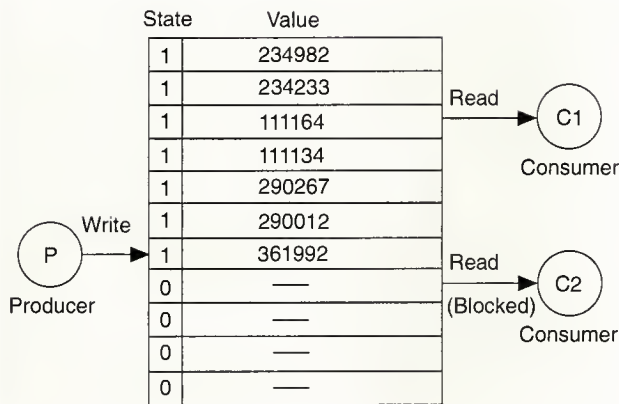 State Value
1 234982
1 234233
1 111164
1 111134
1 290267
1 290012
1 361992
0 —
0 —
0 —
0 —
Read
C1
Consumer
Write
P
Producer
Read
(Blocked)
C2
Consumer